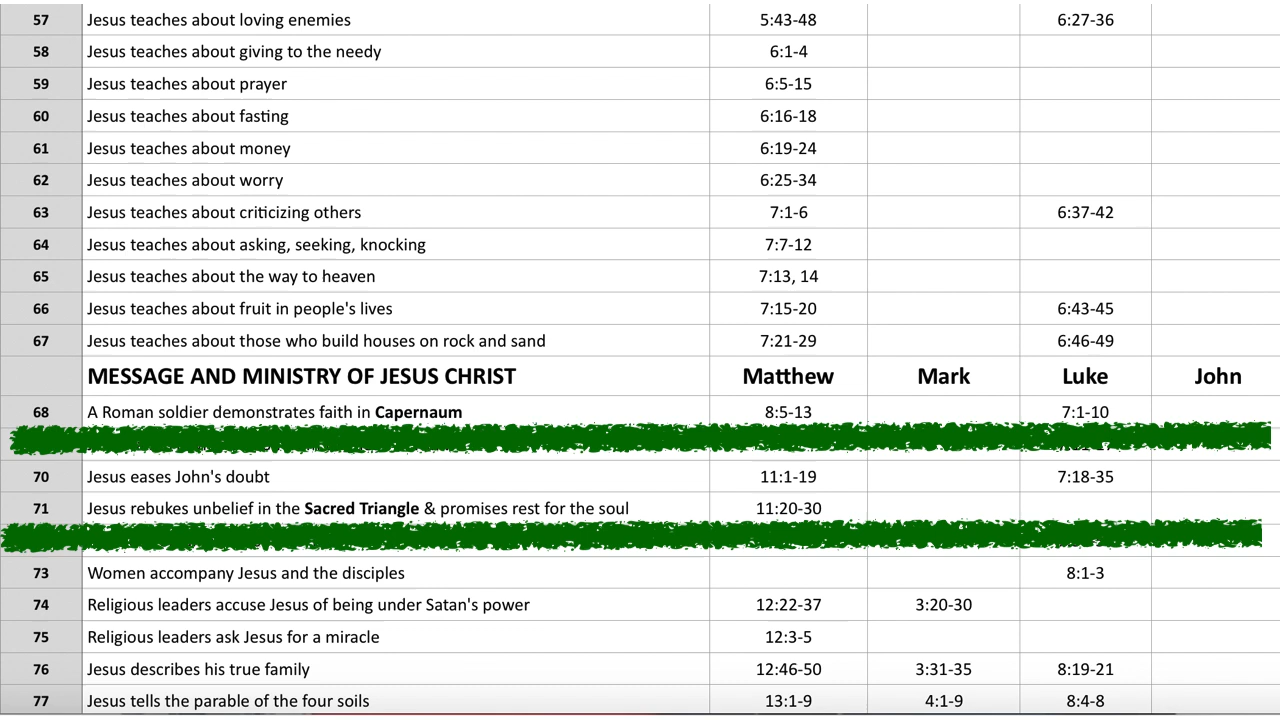 57 Jesus teaches about loving enemies 5:43-48 6:27-36
58 Jesus teaches about giving to the needy 6:1-4
59 Jesus teaches about prayer 6:5-15
60 Jesus teaches about fasting 6:16-18
61 Jesus teaches about money 6:19-24
62 Jesus teaches about worry 6:25-34
63 Jesus teaches about criticizing others 7:1-6 6:37-42
64 Jesus teaches about asking, seeking, knocking 7:7-12
65 Jesus teaches about the way to heaven 7:13, 14
66 Jesus teaches about fruit in people's lives 7:15-20 6:43-45
67 Jesus teaches about those who build houses on rock and sand 7:21-29 6:46-49
MESSAGE AND MINISTRY OF JESUS CHRIST Matthew Mark Luke John
68 A Roman soldier demonstrates faith in Capernaum 8:5-13 7:1-10
70 Jesus eases John's doubt 11:1-19 7:18-35
71 Jesus rebukes unbelief in the Sacred Triangle & promises rest for the soul 11:20-30
73 Women accompany Jesus and the disciples 8:1-3
74 Religious leaders accuse Jesus of being under Satan's power 12:22-37 3:20-30
75 Religious leaders ask Jesus for a miracle 12:3-5
76 Jesus describes his true family 12:46-50 3:31-35 8:19-21
77 Jesus tells the parable of the four soils 13:1-9 4:1-9 8:4-8